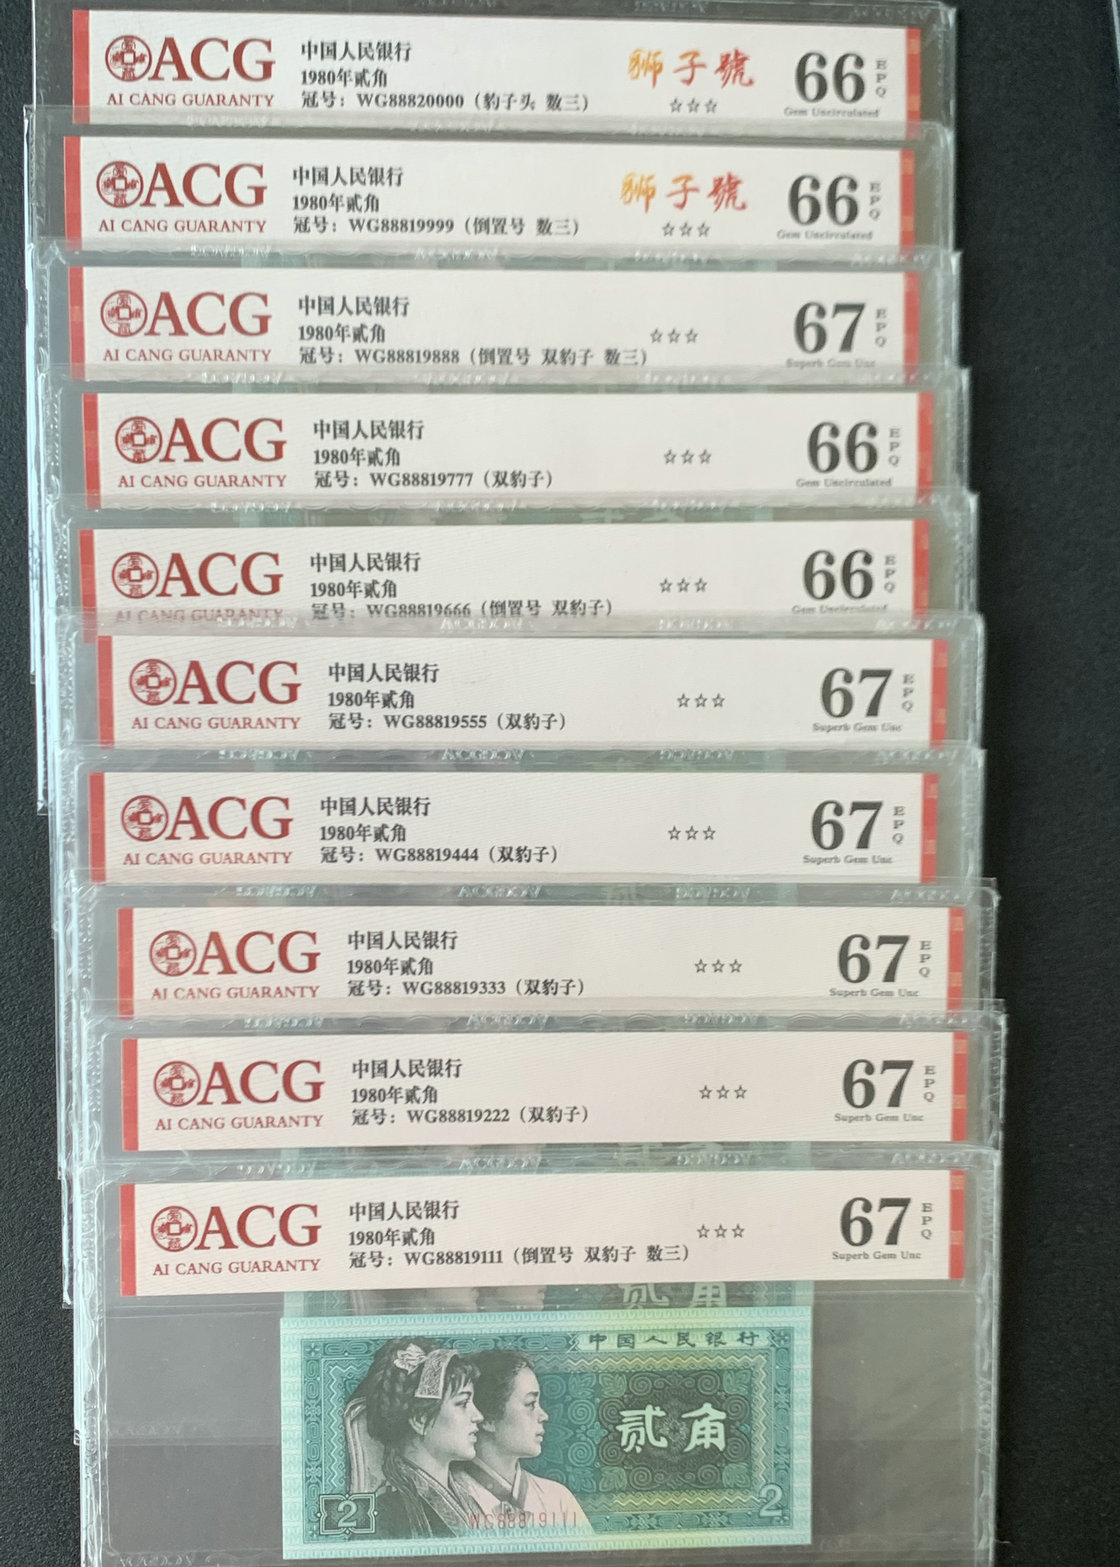 ACG
AI CANG GUARANTY
中国人民银行
1980年贰角
冠号：WG88820000（豹子头 数三）
狮子號
☆☆☆
66
EPQ
Gem Uncirculated
ACG
AI CANG GUARANTY
中国人民银行
1980年贰角
冠号：WG88819999（倒置号 数三）
狮子號
☆☆☆
66
EPQ
Gem Uncirculated
ACG
AI CANG GUARANTY
中国人民银行
1980年贰角
冠号：WG88819888（倒置号 双豹子 数三）
☆☆☆
67
EPQ
Superb Gem Unc
ACG
AI CANG GUARANTY
中国人民银行
1980年贰角
冠号：WG88819777（双豹子）
☆☆☆
66
EPQ
Gem Uncirculated
ACG
AI CANG GUARANTY
中国人民银行
1980年贰角
冠号：WG88819666（倒置号 双豹子）
☆☆☆
66
EPQ
Gem Uncirculated
ACG
AI CANG GUARANTY
中国人民银行
1980年贰角
冠号：WG88819555（双豹子）
☆☆☆
67
EPQ
Superb Gem Unc
ACG
AI CANG GUARANTY
中国人民银行
1980年贰角
冠号：WG88819444（双豹子）
☆☆☆
67
EPQ
Superb Gem Unc
ACG
AI CANG GUARANTY
中国人民银行
1980年贰角
冠号：WG88819333（双豹子）
☆☆☆
67
EPQ
Superb Gem Unc
ACG
AI CANG GUARANTY
中国人民银行
1980年贰角
冠号：WG88819222（双豹子）
☆☆☆
67
EPQ
Superb Gem Unc
ACG
AI CANG GUARANTY
中国人民银行
1980年贰角
冠号：WG88819111（倒置号 双豹子 数三）
☆☆☆
67
EPQ
Superb Gem Unc
贰角
中国人民银行
贰角
2
WG88819111
2